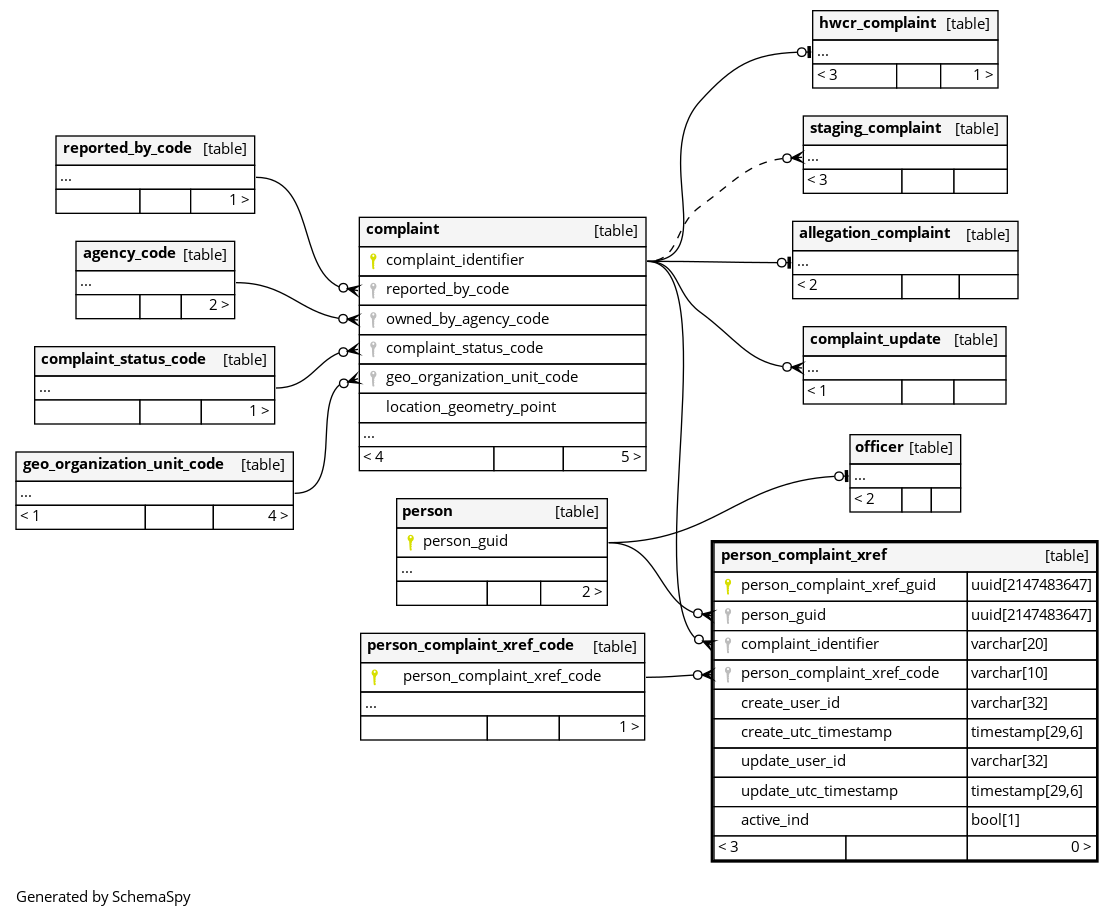 hwcr_complaint [table]
...
< 3 1 >
staging_complaint [table]
...
< 3
reported_by_code [table]
...
1 >
allegation_complaint [table]
...
< 2
complaint [table]
complaint_identifier
reported_by_code
owned_by_agency_code
complaint_status_code
geo_organization_unit_code
location_geometry_point
...
< 4 5 >
agency_code [table]
...
2 >
complaint_update [table]
...
< 1
complaint_status_code [table]
...
1 >
officer [table]
...
< 2
geo_organization_unit_code [table]
...
< 1 4 >
person [table]
person_guid
...
2 >
person_complaint_xref [table]
person_complaint_xref_guid uuid[2147483647]
person_guid uuid[2147483647]
complaint_identifier varchar[20]
person_complaint_xref_code varchar[10]
create_user_id varchar[32]
create_utc_timestamp timestamp[29,6]
update_user_id varchar[32]
update_utc_timestamp timestamp[29,6]
active_ind bool[1]
< 3 0 >
person_complaint_xref_code [table]
person_complaint_xref_code
...
1 >
Generated by SchemaSpy